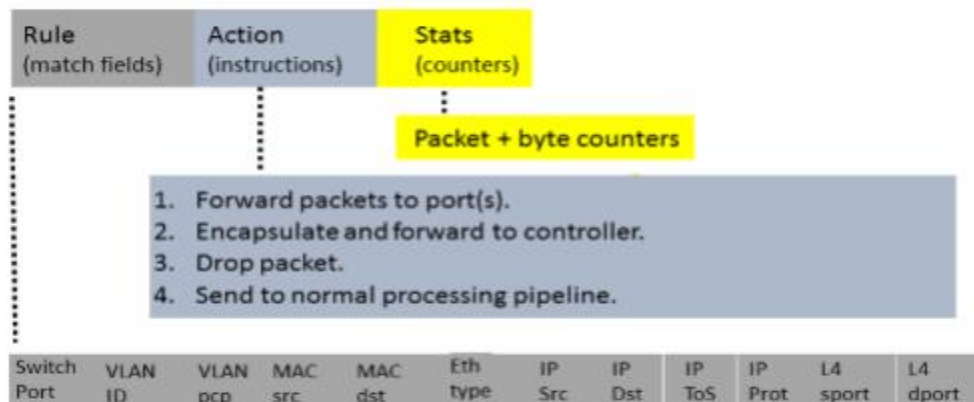 Rule Action Stats
(match fields) (instructions) (counters)
Packet + byte counters
1. Forward packets to port(s).
2. Encapsulate and forward to controller.
3. Drop packet.
4. Send to normal processing pipeline.
Switch VLAN VLAN MAC MAC Eth IP IP IP IP L4 L4
Port ID pcp src dst type Src Dst ToS Prot sport dport